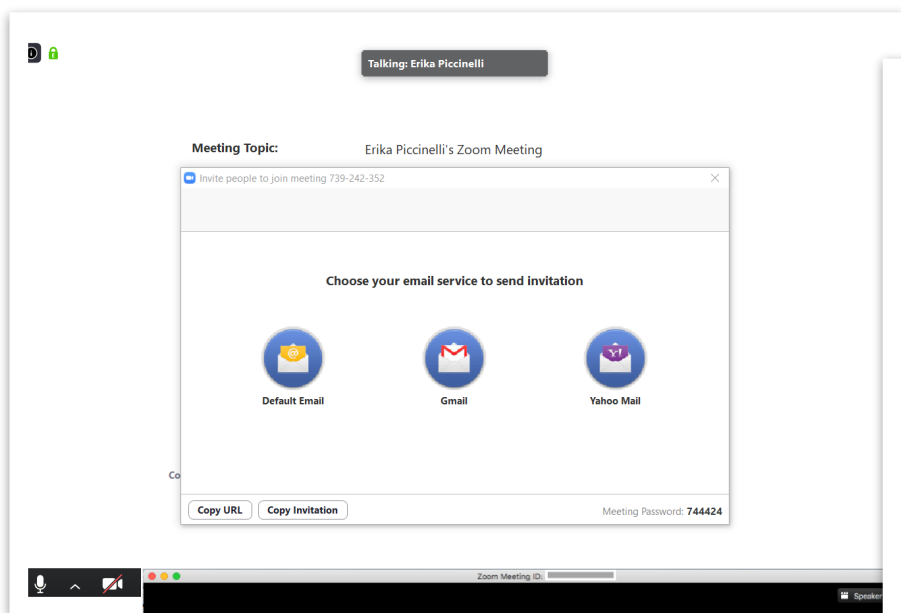 Talking: Erika Piccinelli
Meeting Topic:
Erika Piccinelli's Zoom Meeting
Invite people to join meeting 739-242-352
Choose your email service to send invitation
@
Y!
Default Email
Gmail
Yahoo Mail
Co
Copy URL
Copy Invitation
Meeting Password: 744424
Zoom Meeting ID:
Speaker